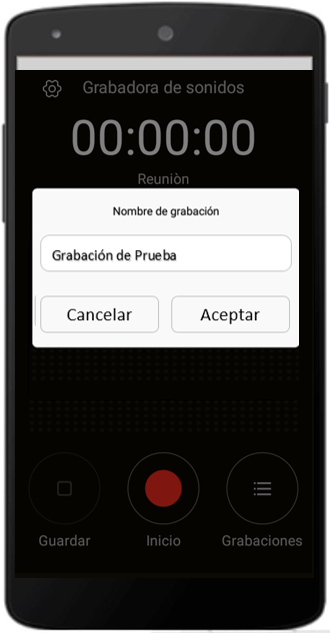 Grabadora de sonidos
00:00:00
Reuniòn
Nombre de grabación
Grabación de Prueba
Cancelar Aceptar
Guardar Inicio Grabaciones